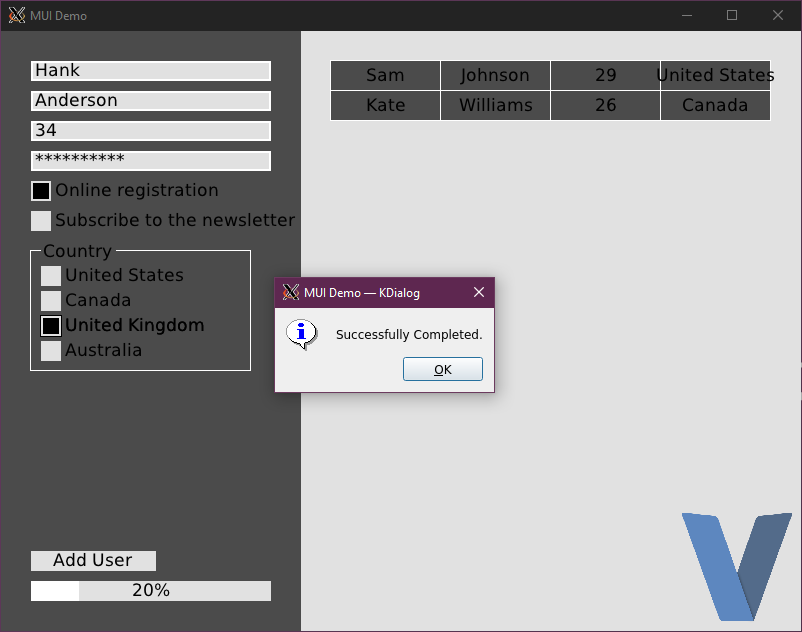 MUI Demo
Hank
Anderson
34
**********
Online registration
Subscribe to the newsletter
Country
United States
Canada
United Kingdom
Australia
Add User
20%
Sam Johnson 29 United States
Kate Williams 26 Canada
MUI Demo — KDialog
Successfully Completed.
OK